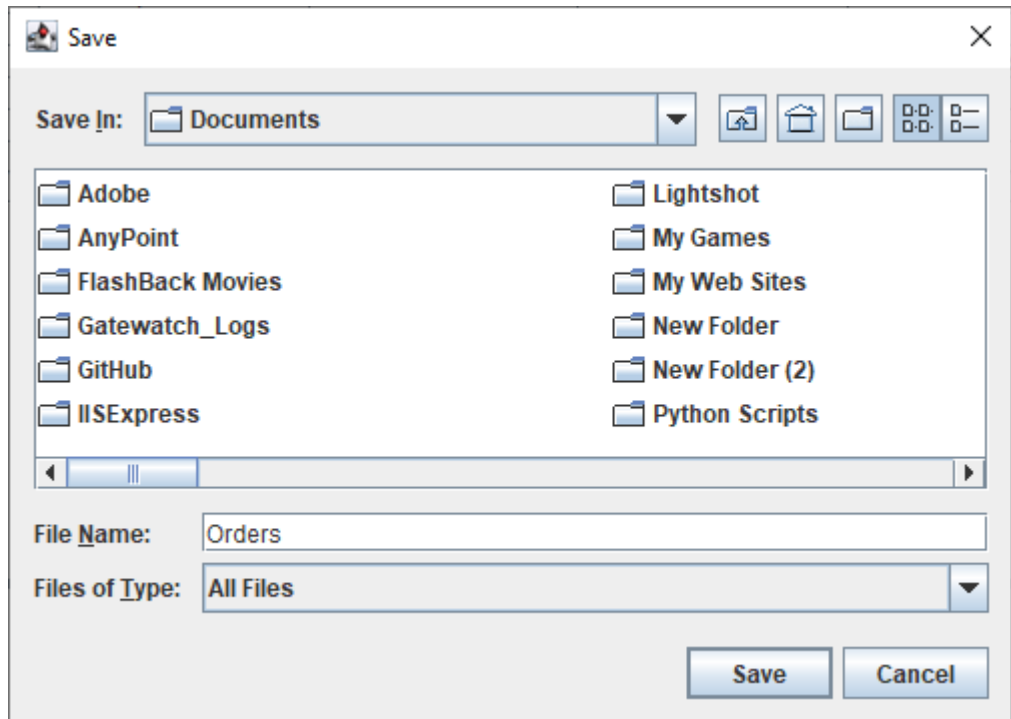 Save
Save In: Documents
Adobe
AnyPoint
FlashBack Movies
Gatewatch_Logs
GitHub
IISExpress
Lightshot
My Games
My Web Sites
New Folder
New Folder (2)
Python Scripts
File Name: Orders
Files of Type: All Files
Save Cancel